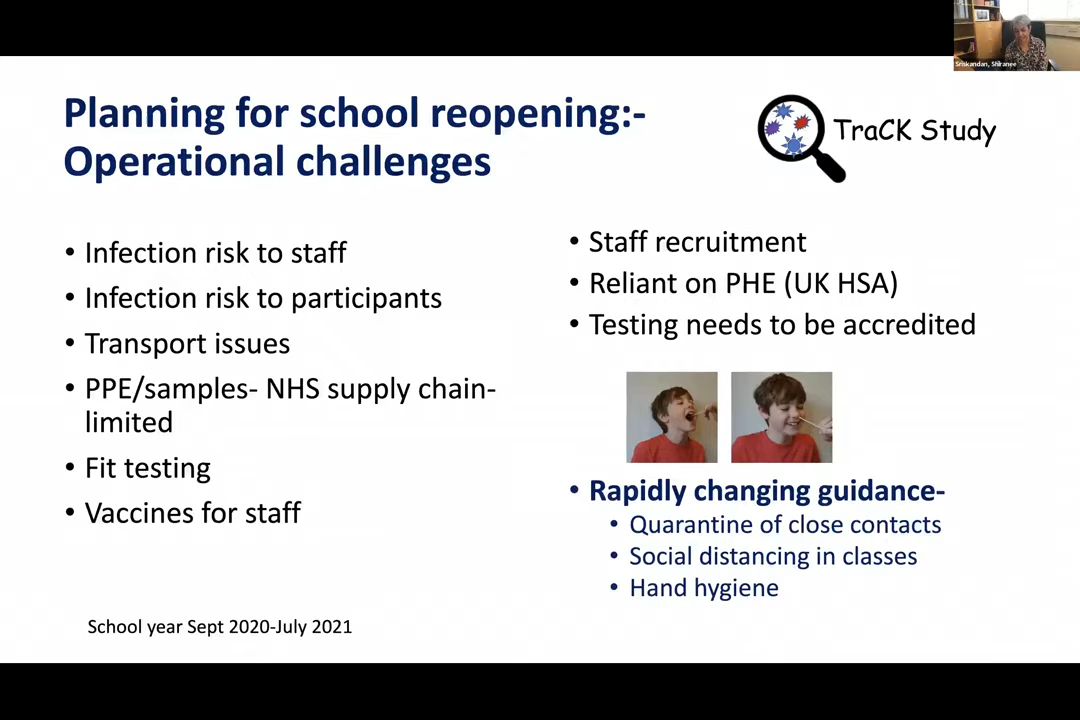 Sriskandan, Shiranee
Planning for school reopening:-
Operational challenges
TraCK Study
• Infection risk to staff
• Infection risk to participants
• Transport issues
• PPE/samples- NHS supply chain-
limited
• Fit testing
• Vaccines for staff
• Staff recruitment
• Reliant on PHE (UK HSA)
• Testing needs to be accredited
• Rapidly changing guidance-
• Quarantine of close contacts
• Social distancing in classes
• Hand hygiene
School year Sept 2020-July 2021